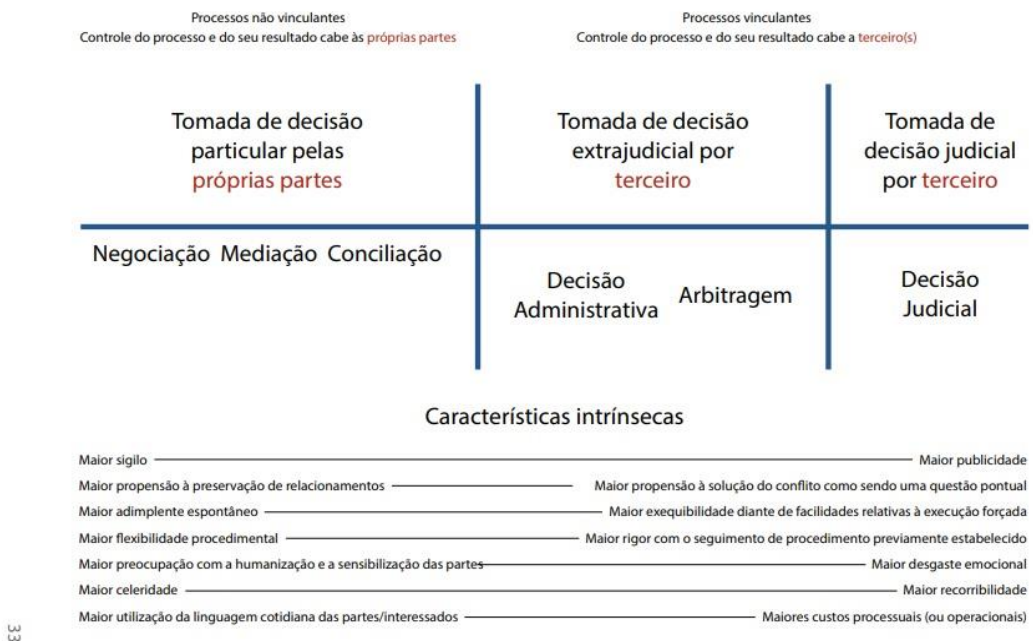 Processos não vinculantes
Controle do processo e do seu resultado cabe às próprias partes
Processos vinculantes
Controle do processo e do seu resultado cabe a terceiro(s)
Tomada de decisão
particular pelas
próprias partes
Tomada de decisão
extrajudicial por
terceiro
Tomada de
decisão judicial
por terceiro
Negociação Mediação Conciliação
Decisão
Administrativa
Arbitragem
Decisão
Judicial
Características intrínsecas
Maior sigilo Maior publicidade
Maior propensão à preservação de relacionamentos Maior propensão à solução do conflito como sendo uma questão pontual
Maior adimplente espontâneo Maior exequibilidade diante de facilidades relativas à execução forçada
Maior flexibilidade procedimental Maior rigor com o seguimento de procedimento previamente estabelecido
Maior preocupação com a humanização e a sensibilização das partes Maior desgaste emocional
Maior celeridade Maior recorribilidade
Maior utilização da linguagem cotidiana das partes/interessados Maiores custos processuais (ou operacionais)
33